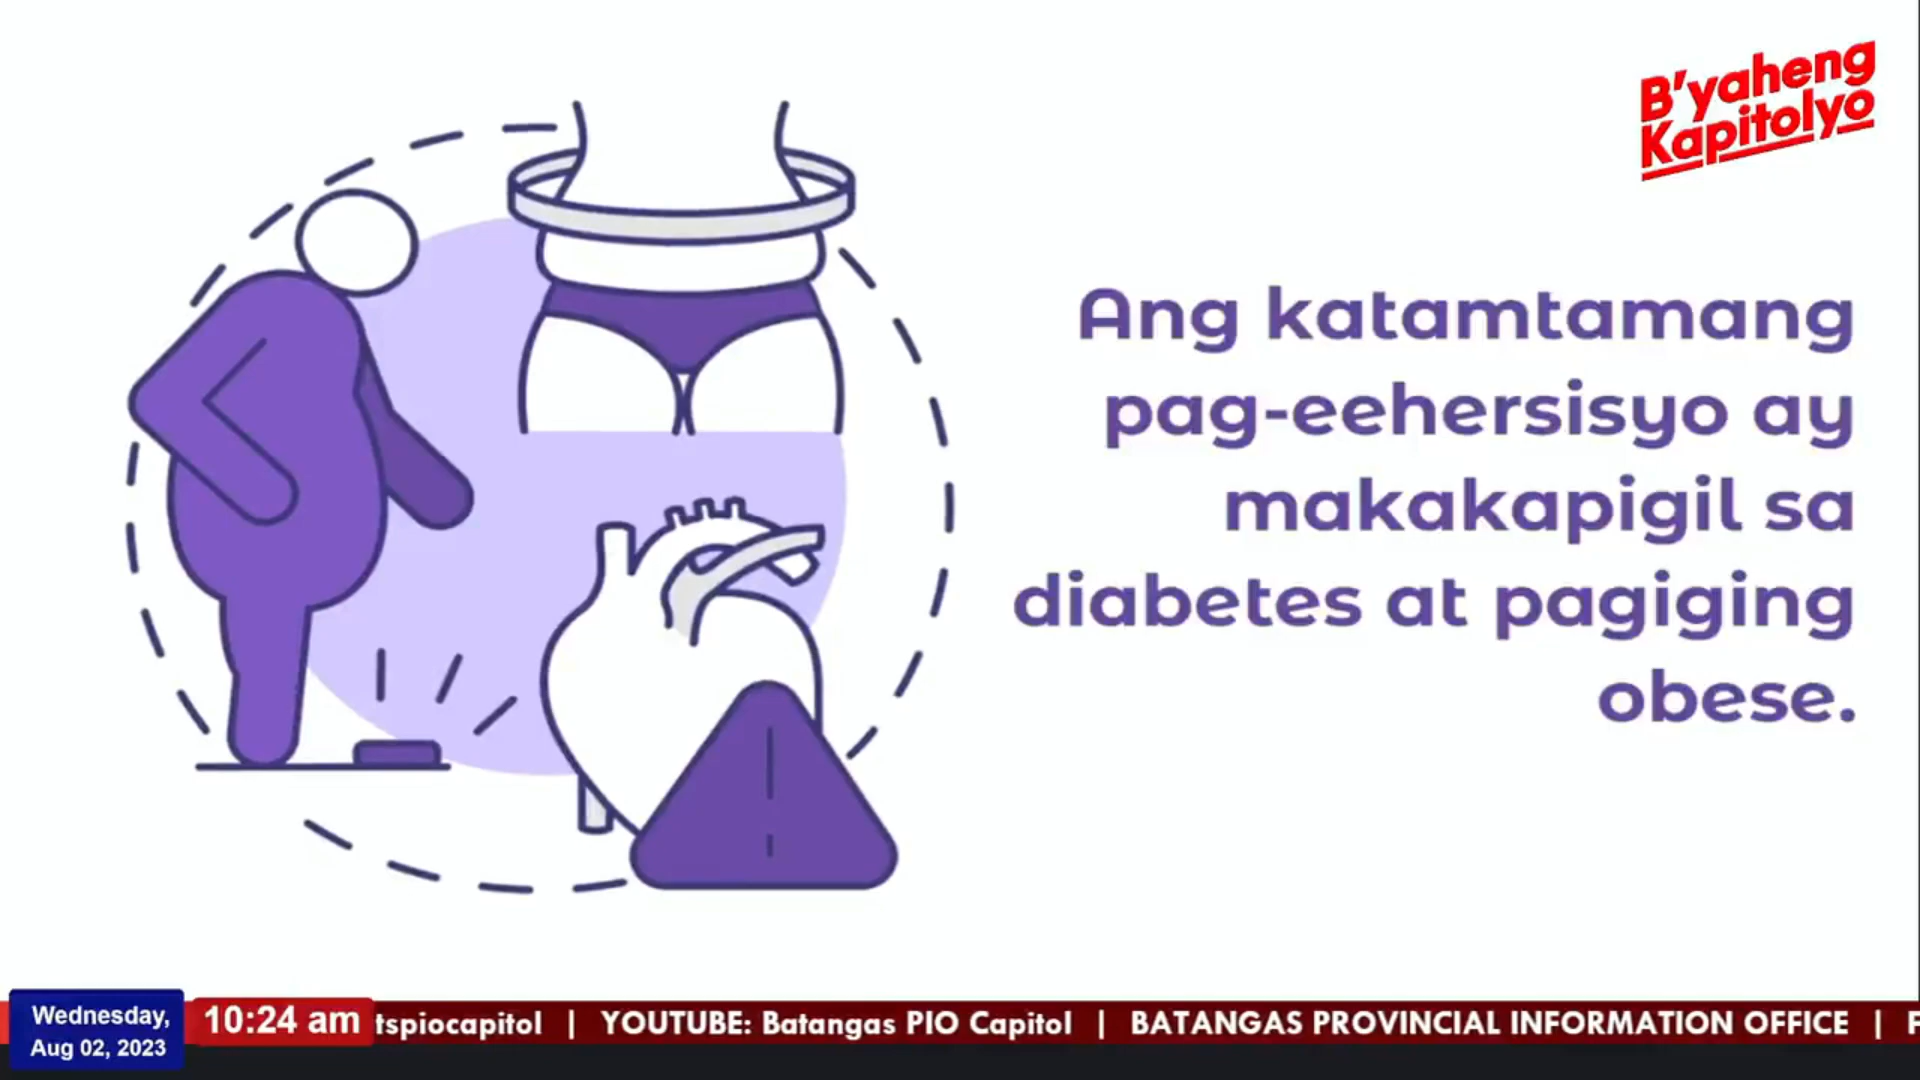 B'yaheng
Kapitolyo
Ang katamtamang
pag-eehersisyo ay
makakapigil sa
diabetes at pagiging
obese.
Wednesday,
Aug 02, 2023
10:24 am
tspiocapitol | YOUTUBE: Batangas PIO Capitol | BATANGAS PROVINCIAL INFORMATION OFFICE | F